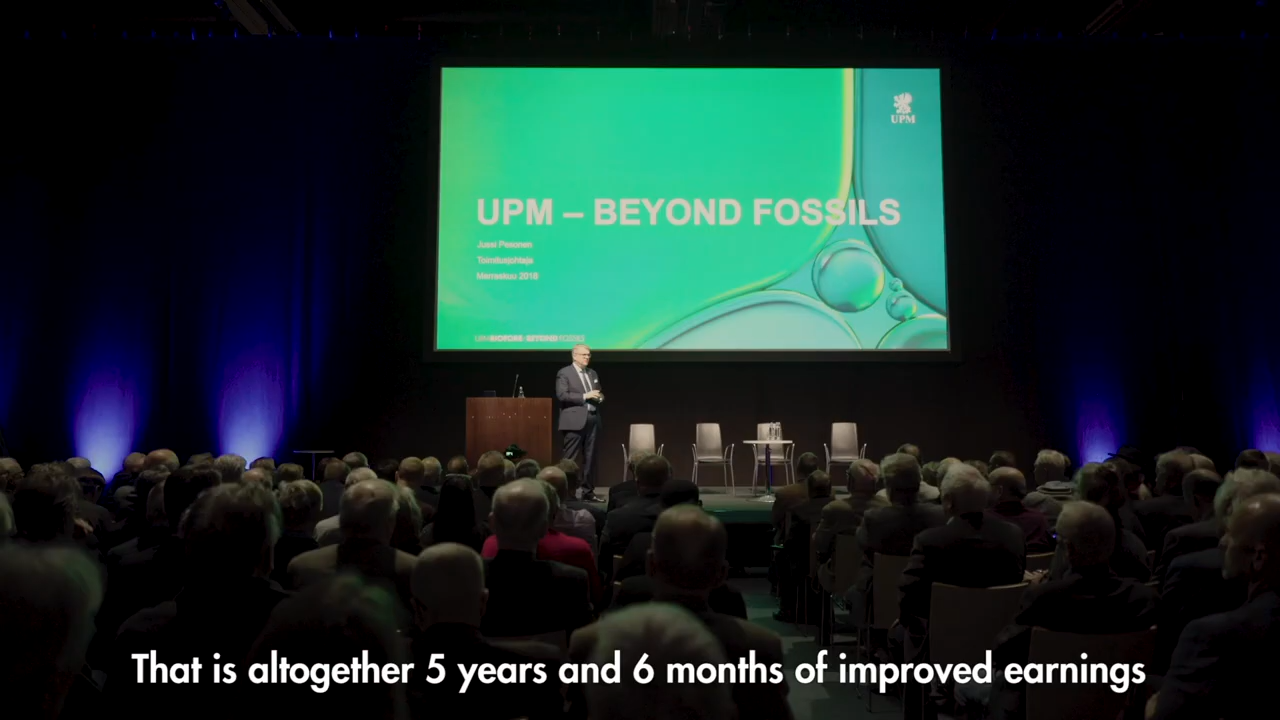 UPM
UPM – BEYOND FOSSILS
Jussi Pesonen
Toimitusjohtaja
Marraskuu 2018
That is altogether 5 years and 6 months of improved earnings